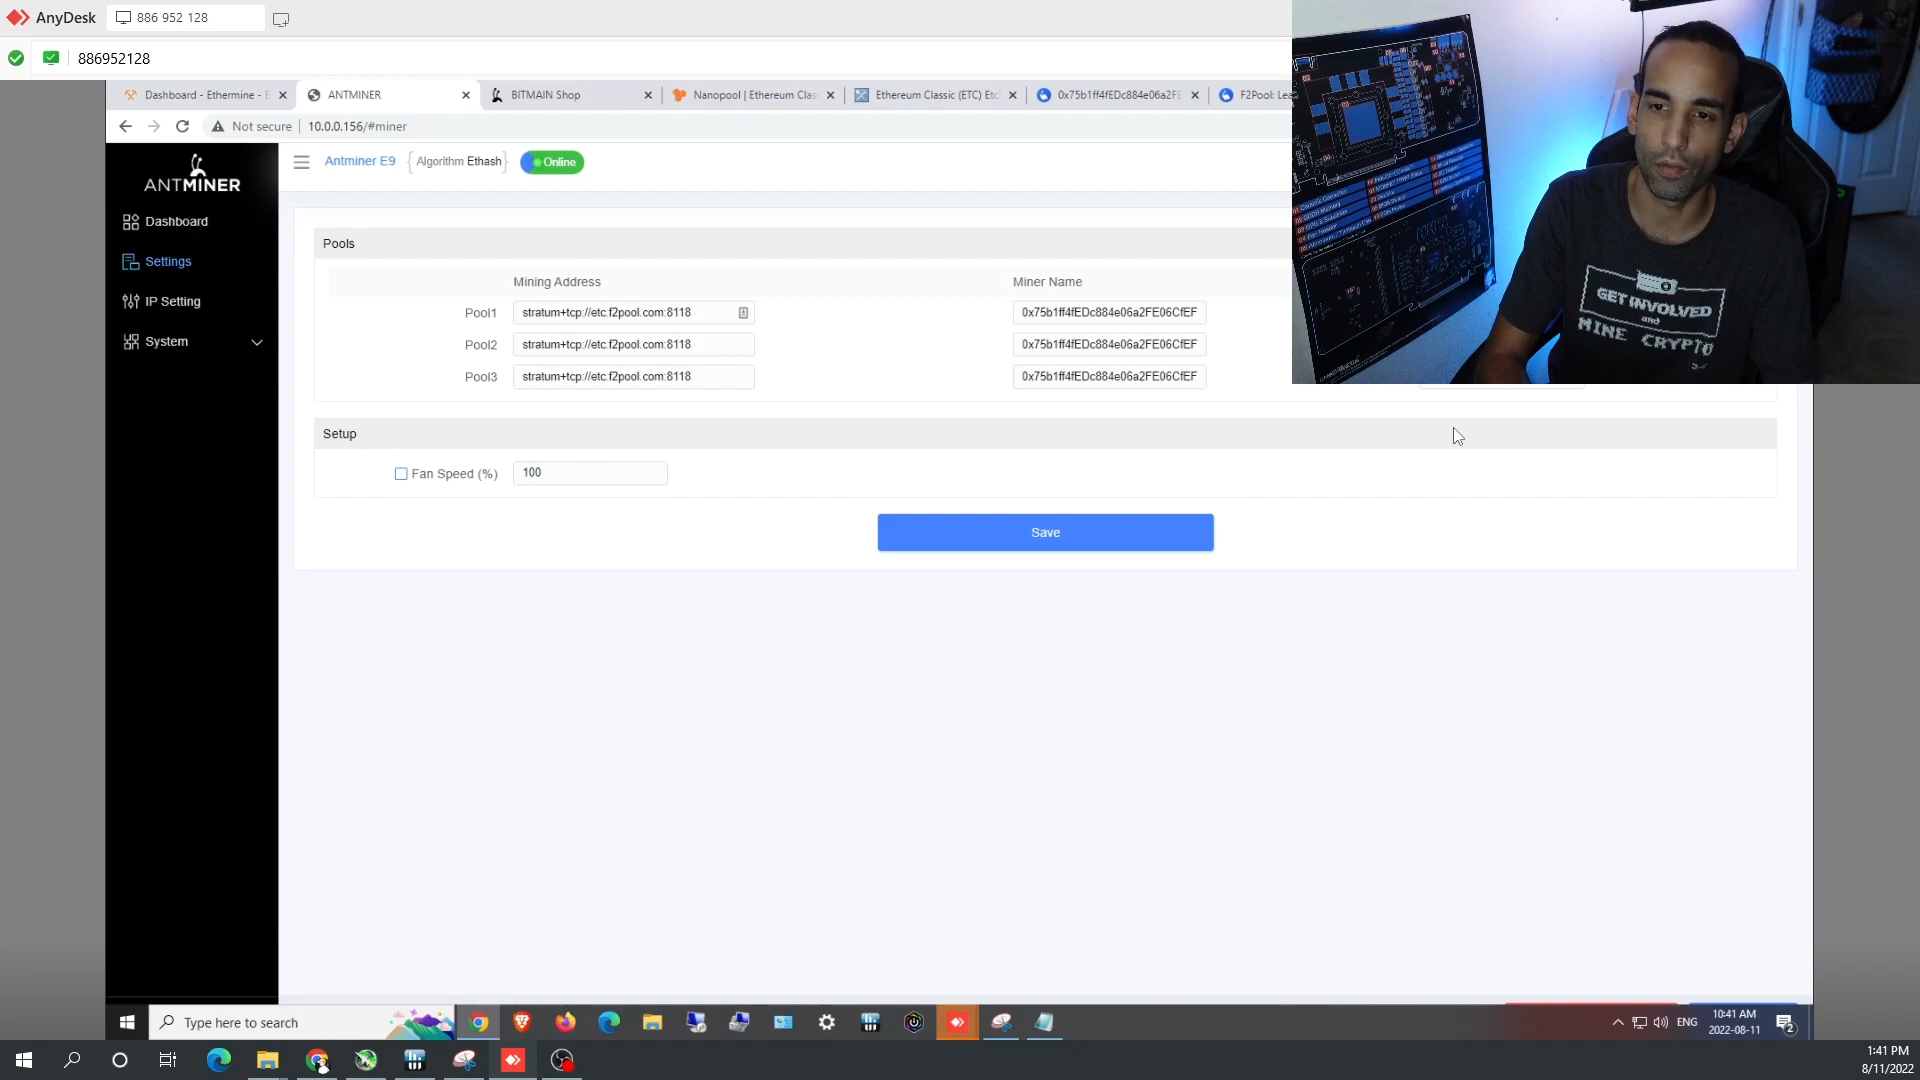 AnyDesk
886 952 128
886952128
Dashboard - Ethermine - E
ANTMINER
BITMAIN Shop
Nanopool | Ethereum Clas
Ethereum Classic (ETC) Etc
0x75b1ff4fEDc884e06a2FE
F2Pool: Lea
Not secure
10.0.0.156/#miner
ANTMINER
Antminer E9
Algorithm Ethash
Online
Dashboard
Settings
IP Setting
System
Pools
Mining Address
Miner Name
Pool1
stratum+tcp://etc.f2pool.com:8118
0x75b1ff4fEDc884e06a2FE06CfEF
Pool2
stratum+tcp://etc.f2pool.com:8118
0x75b1ff4fEDc884e06a2FE06CfEF
Pool3
stratum+tcp://etc.f2pool.com:8118
0x75b1ff4fEDc884e06a2FE06CfEF
Setup
Fan Speed (%)
100
Save
GET INVOLVED
and
MINE CRYPTO
Type here to search
ENG
10:41 AM
2022-08-11
2
1:41 PM
8/11/2022